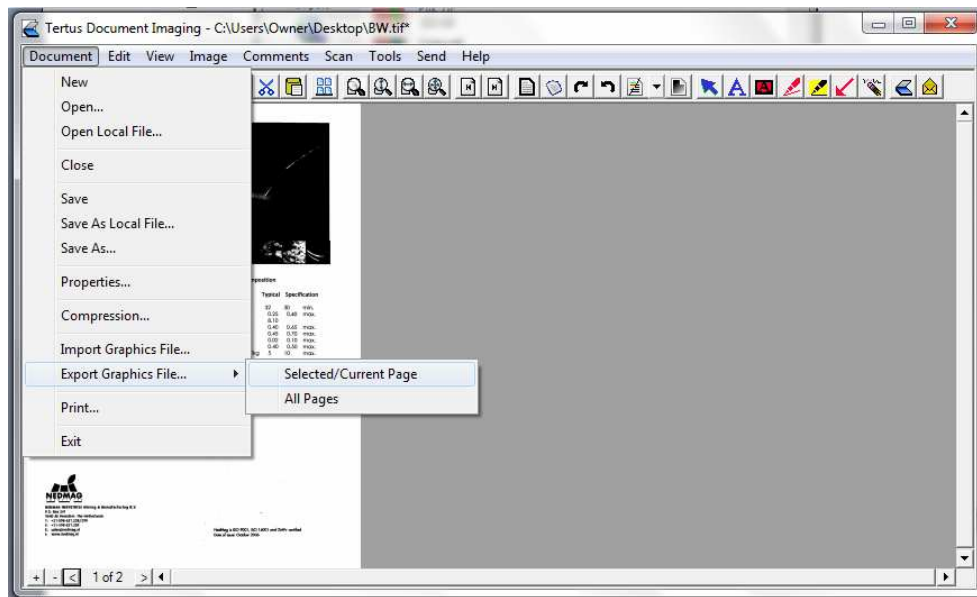 Tertus Document Imaging - C:\Users\Owner\Desktop\BW.tif*
Document Edit View Image Comments Scan Tools Send Help
New
Open...
Open Local File...
Close
Save
Save As Local File...
Save As...
Properties...
Compression...
Import Graphics File...
Export Graphics File...
Selected/Current Page
All Pages
Print...
Exit
Typical Specification
NEDMAG
+ - < 1 of 2 >